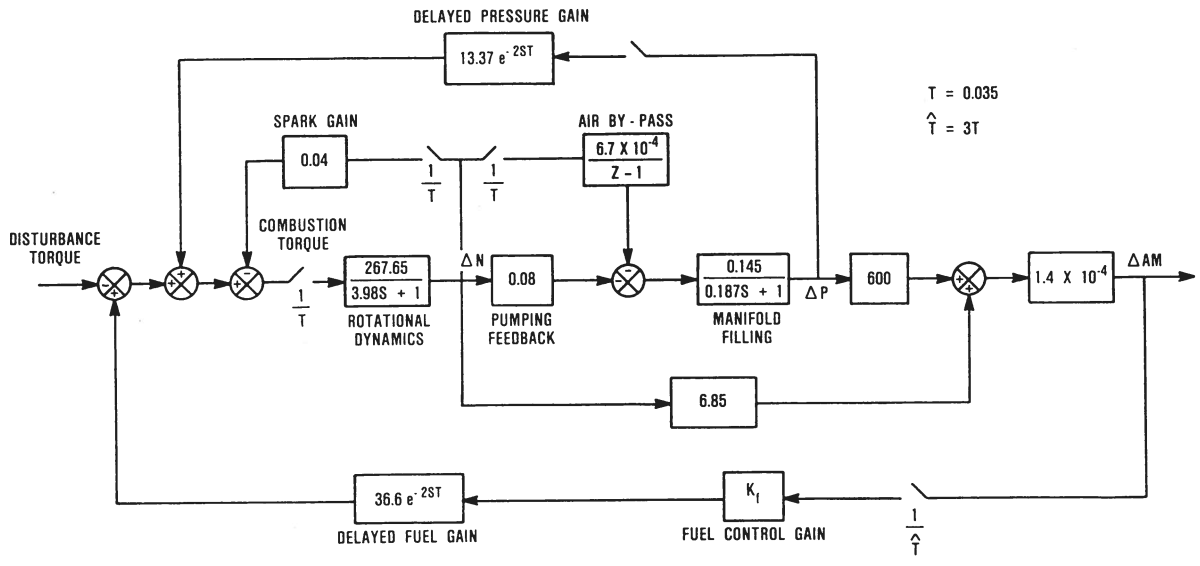 DELAYED PRESSURE GAIN
13.37 e^-2ST
T = 0.035
T̂ = 3T
SPARK GAIN
0.04
1
T
1
T
AIR BY - PASS
6.7 X 10^-4
Z - 1
DISTURBANCE
TORQUE
-
+
+
-
+
COMBUSTION
TORQUE
1
T
267.65
3.98S + 1
ROTATIONAL
DYNAMICS
ΔN
0.08
PUMPING
FEEDBACK
-
-
0.145
0.187S + 1
MANIFOLD
FILLING
ΔP
600
+
+
1.4 X 10^-4
ΔAM
6.85
36.6 e^-2ST
DELAYED FUEL GAIN
K_f
FUEL CONTROL GAIN
1
T̂